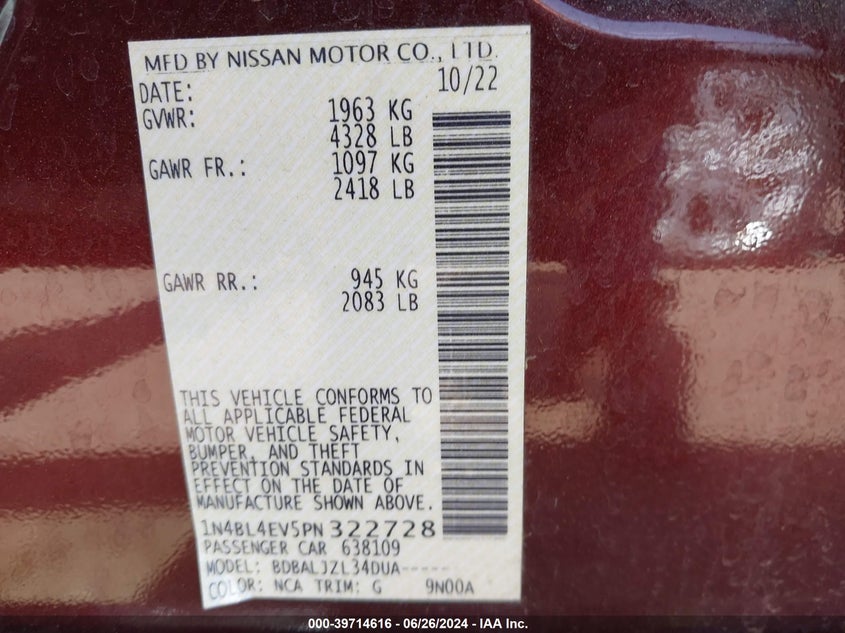 MFD BY NISSAN MOTOR CO., LTD.
DATE: 10/22
GVWR: 1963 KG
4328 LB
GAWR FR.: 1097 KG
2418 LB
GAWR RR.: 945 KG
2083 LB
THIS VEHICLE CONFORMS TO
ALL APPLICABLE FEDERAL
MOTOR VEHICLE SAFETY,
BUMPER, AND THEFT
PREVENTION STANDARDS IN
EFFECT ON THE DATE OF
MANUFACTURE SHOWN ABOVE.
1N4BL4EV5PN322728
PASSENGER CAR 638109
MODEL: BDBALJZL34DUA-----
COLOR: NCA TRIM: G 9N00A
000-39714616 - 06/26/2024 - IAA Inc.